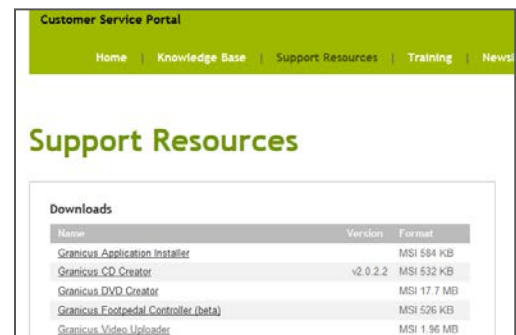 Customer Service Portal
Home | Knowledge Base | Support Resources | Training | Newsl
Support Resources
Downloads
Name Version Format
Granicus Application Installer MSI 584 KB
Granicus CD Creator v2.0.2.2 MSI 532 KB
Granicus DVD Creator MSI 17.7 MB
Granicus Footpedal Controller (beta) MSI 526 KB
Granicus Video Uploader MSI 1.96 MB